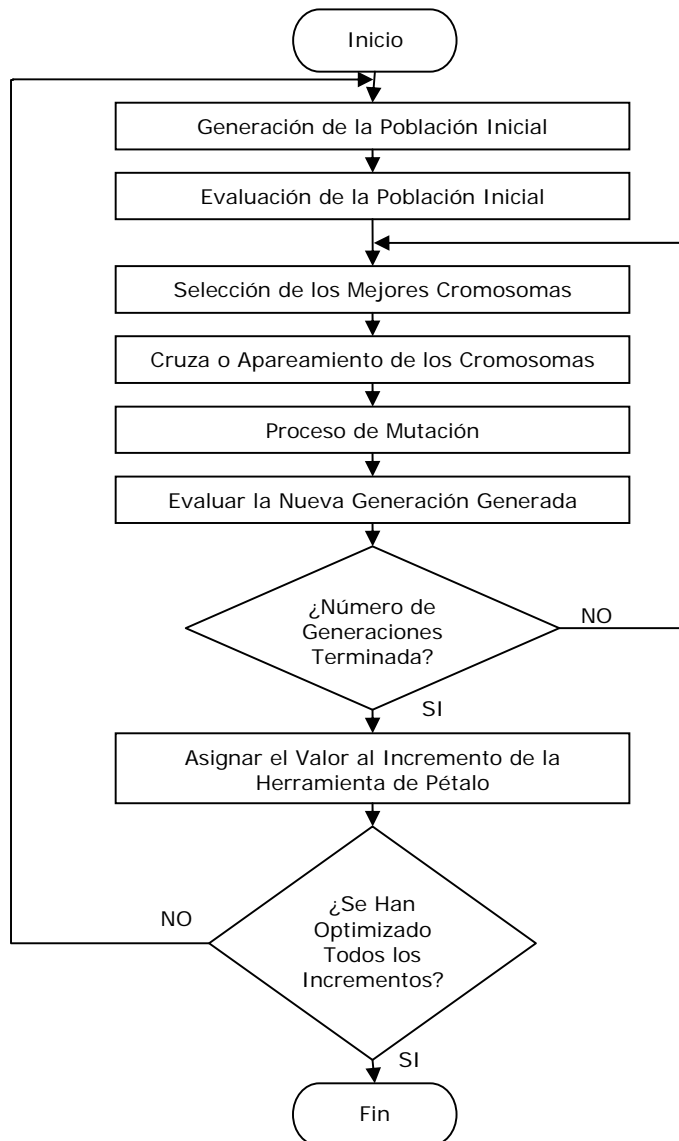 Inicio
Generación de la Población Inicial
Evaluación de la Población Inicial
Selección de los Mejores Cromosomas
Cruza o Apareamiento de los Cromosomas
Proceso de Mutación
Evaluar la Nueva Generación Generada
¿Número de
Generaciones
Terminada?
NO
SI
Asignar el Valor al Incremento de la
Herramienta de Pétalo
¿Se Han
Optimizado
Todos los
Incrementos?
NO
SI
Fin